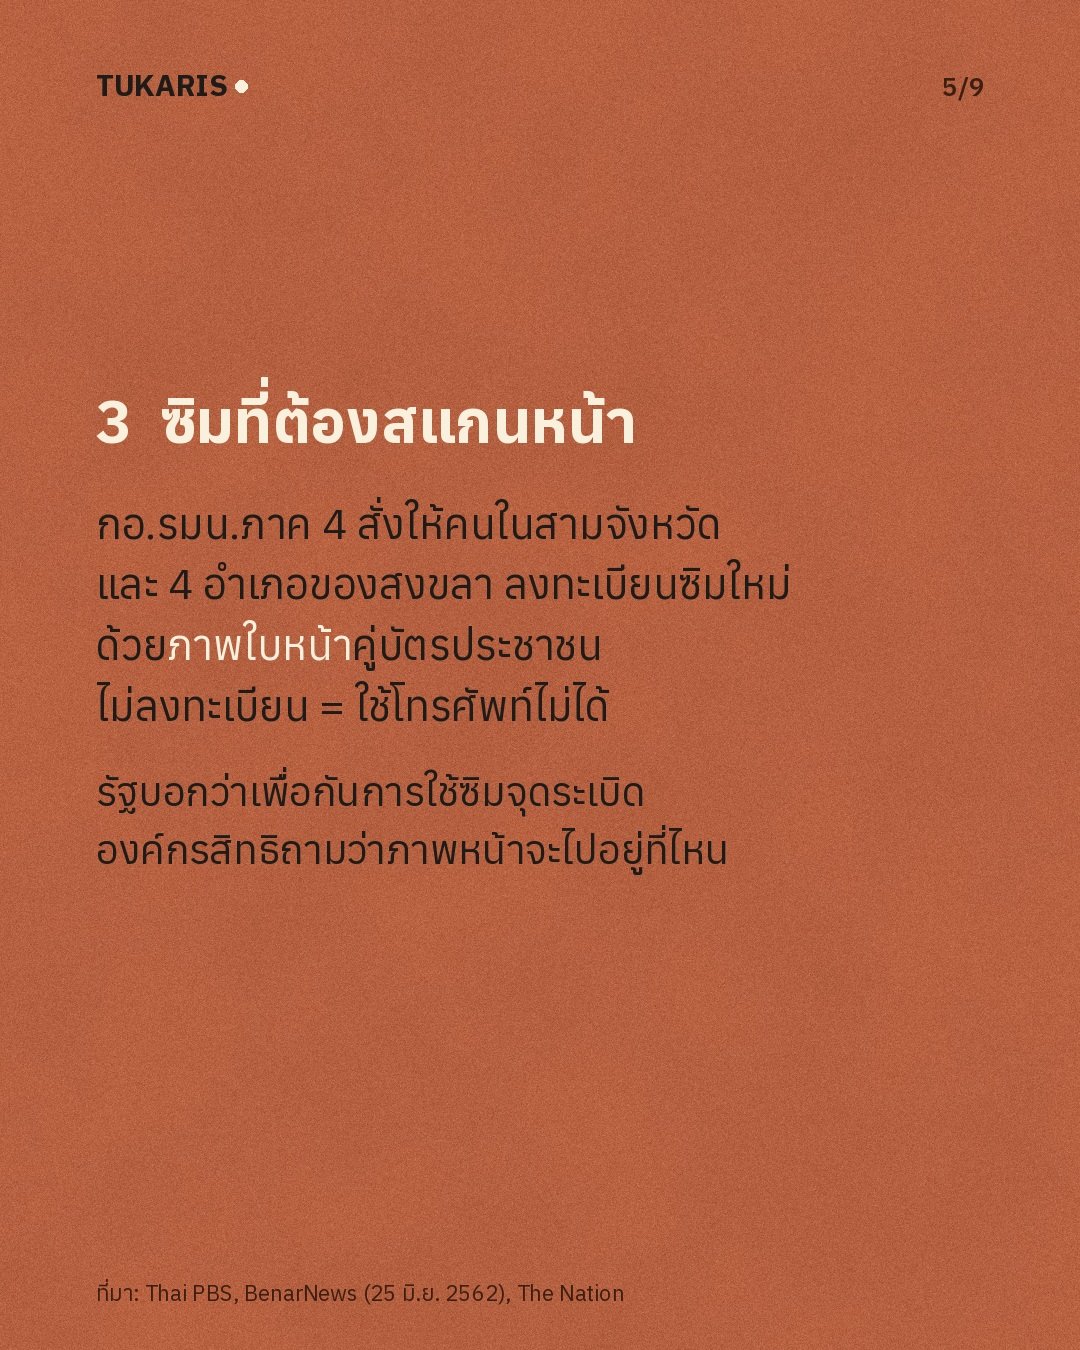 TUKARIS
5/9
3 ซิมที่ต้องสแกนหน้า
กอ.รมน.ภาค 4 สั่งให้คนในสามจังหวัด
และ 4 อำเภอของสงขลา ลงทะเบียนซิมใหม่
ด้วยภาพใบหน้าคู่บัตรประชาชน
ไม่ลงทะเบียน = ใช้โทรศัพท์ไม่ได้
รัฐบอกว่าเพื่อกันการใช้ซิมจุดระเบิด
องค์กรสิทธิถามว่าภาพหน้าจะไปอยู่ที่ไหน
ที่มา: Thai PBS, BenarNews (25 มิ.ย. 2562), The Nation